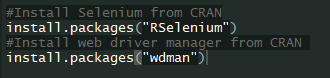 #Install Selenium from CRAN
install.packages("RSelenium")
#Install web driver manager from CRAN
install.packages("wdman")